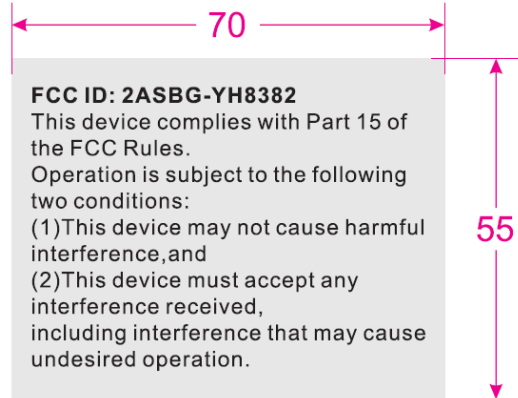 70
FCC ID: 2ASBG-YH8382
This device complies with Part 15 of
the FCC Rules.
Operation is subject to the following
two conditions:
(1)This device may not cause harmful
interference,and
(2)This device must accept any
interference received,
including interference that may cause
undesired operation.
55